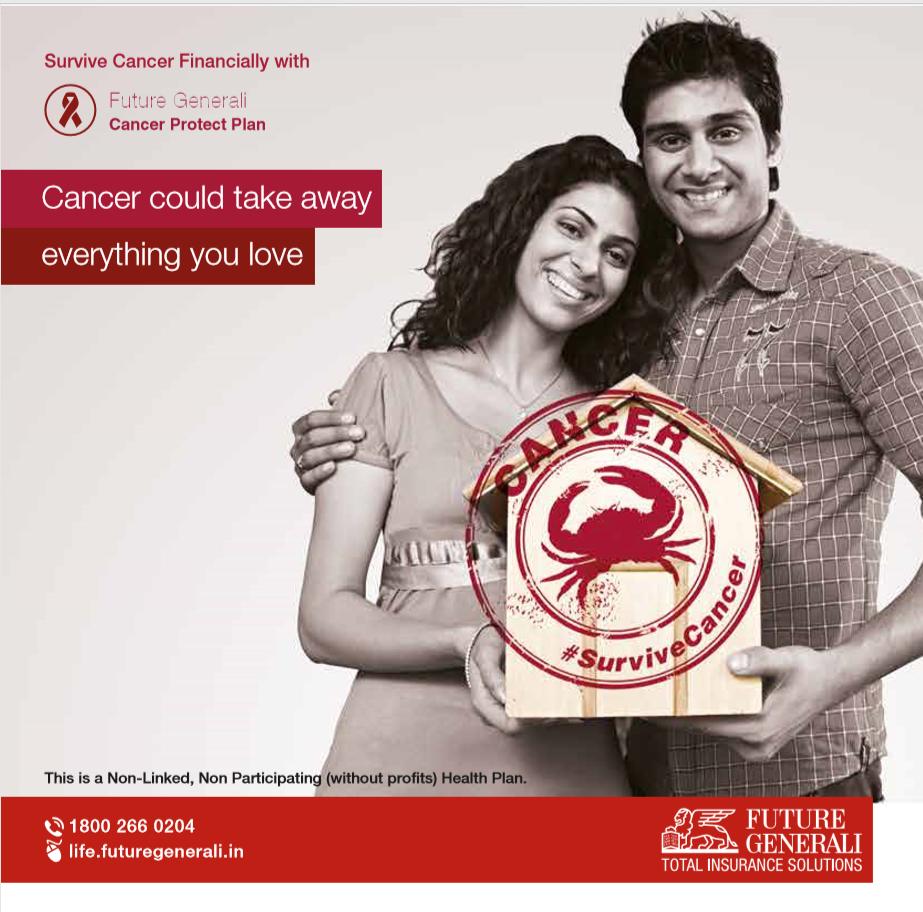 Survive Cancer Financially with
Future Generali
Cancer Protect Plan
Cancer could take away
everything you love
CANCER
#SurviveCancer
This is a Non-Linked, Non Participating (without profits) Health Plan.
1800 266 0204
life.futuregenerali.in
FUTURE
GENERALI
TOTAL INSURANCE SOLUTIONS